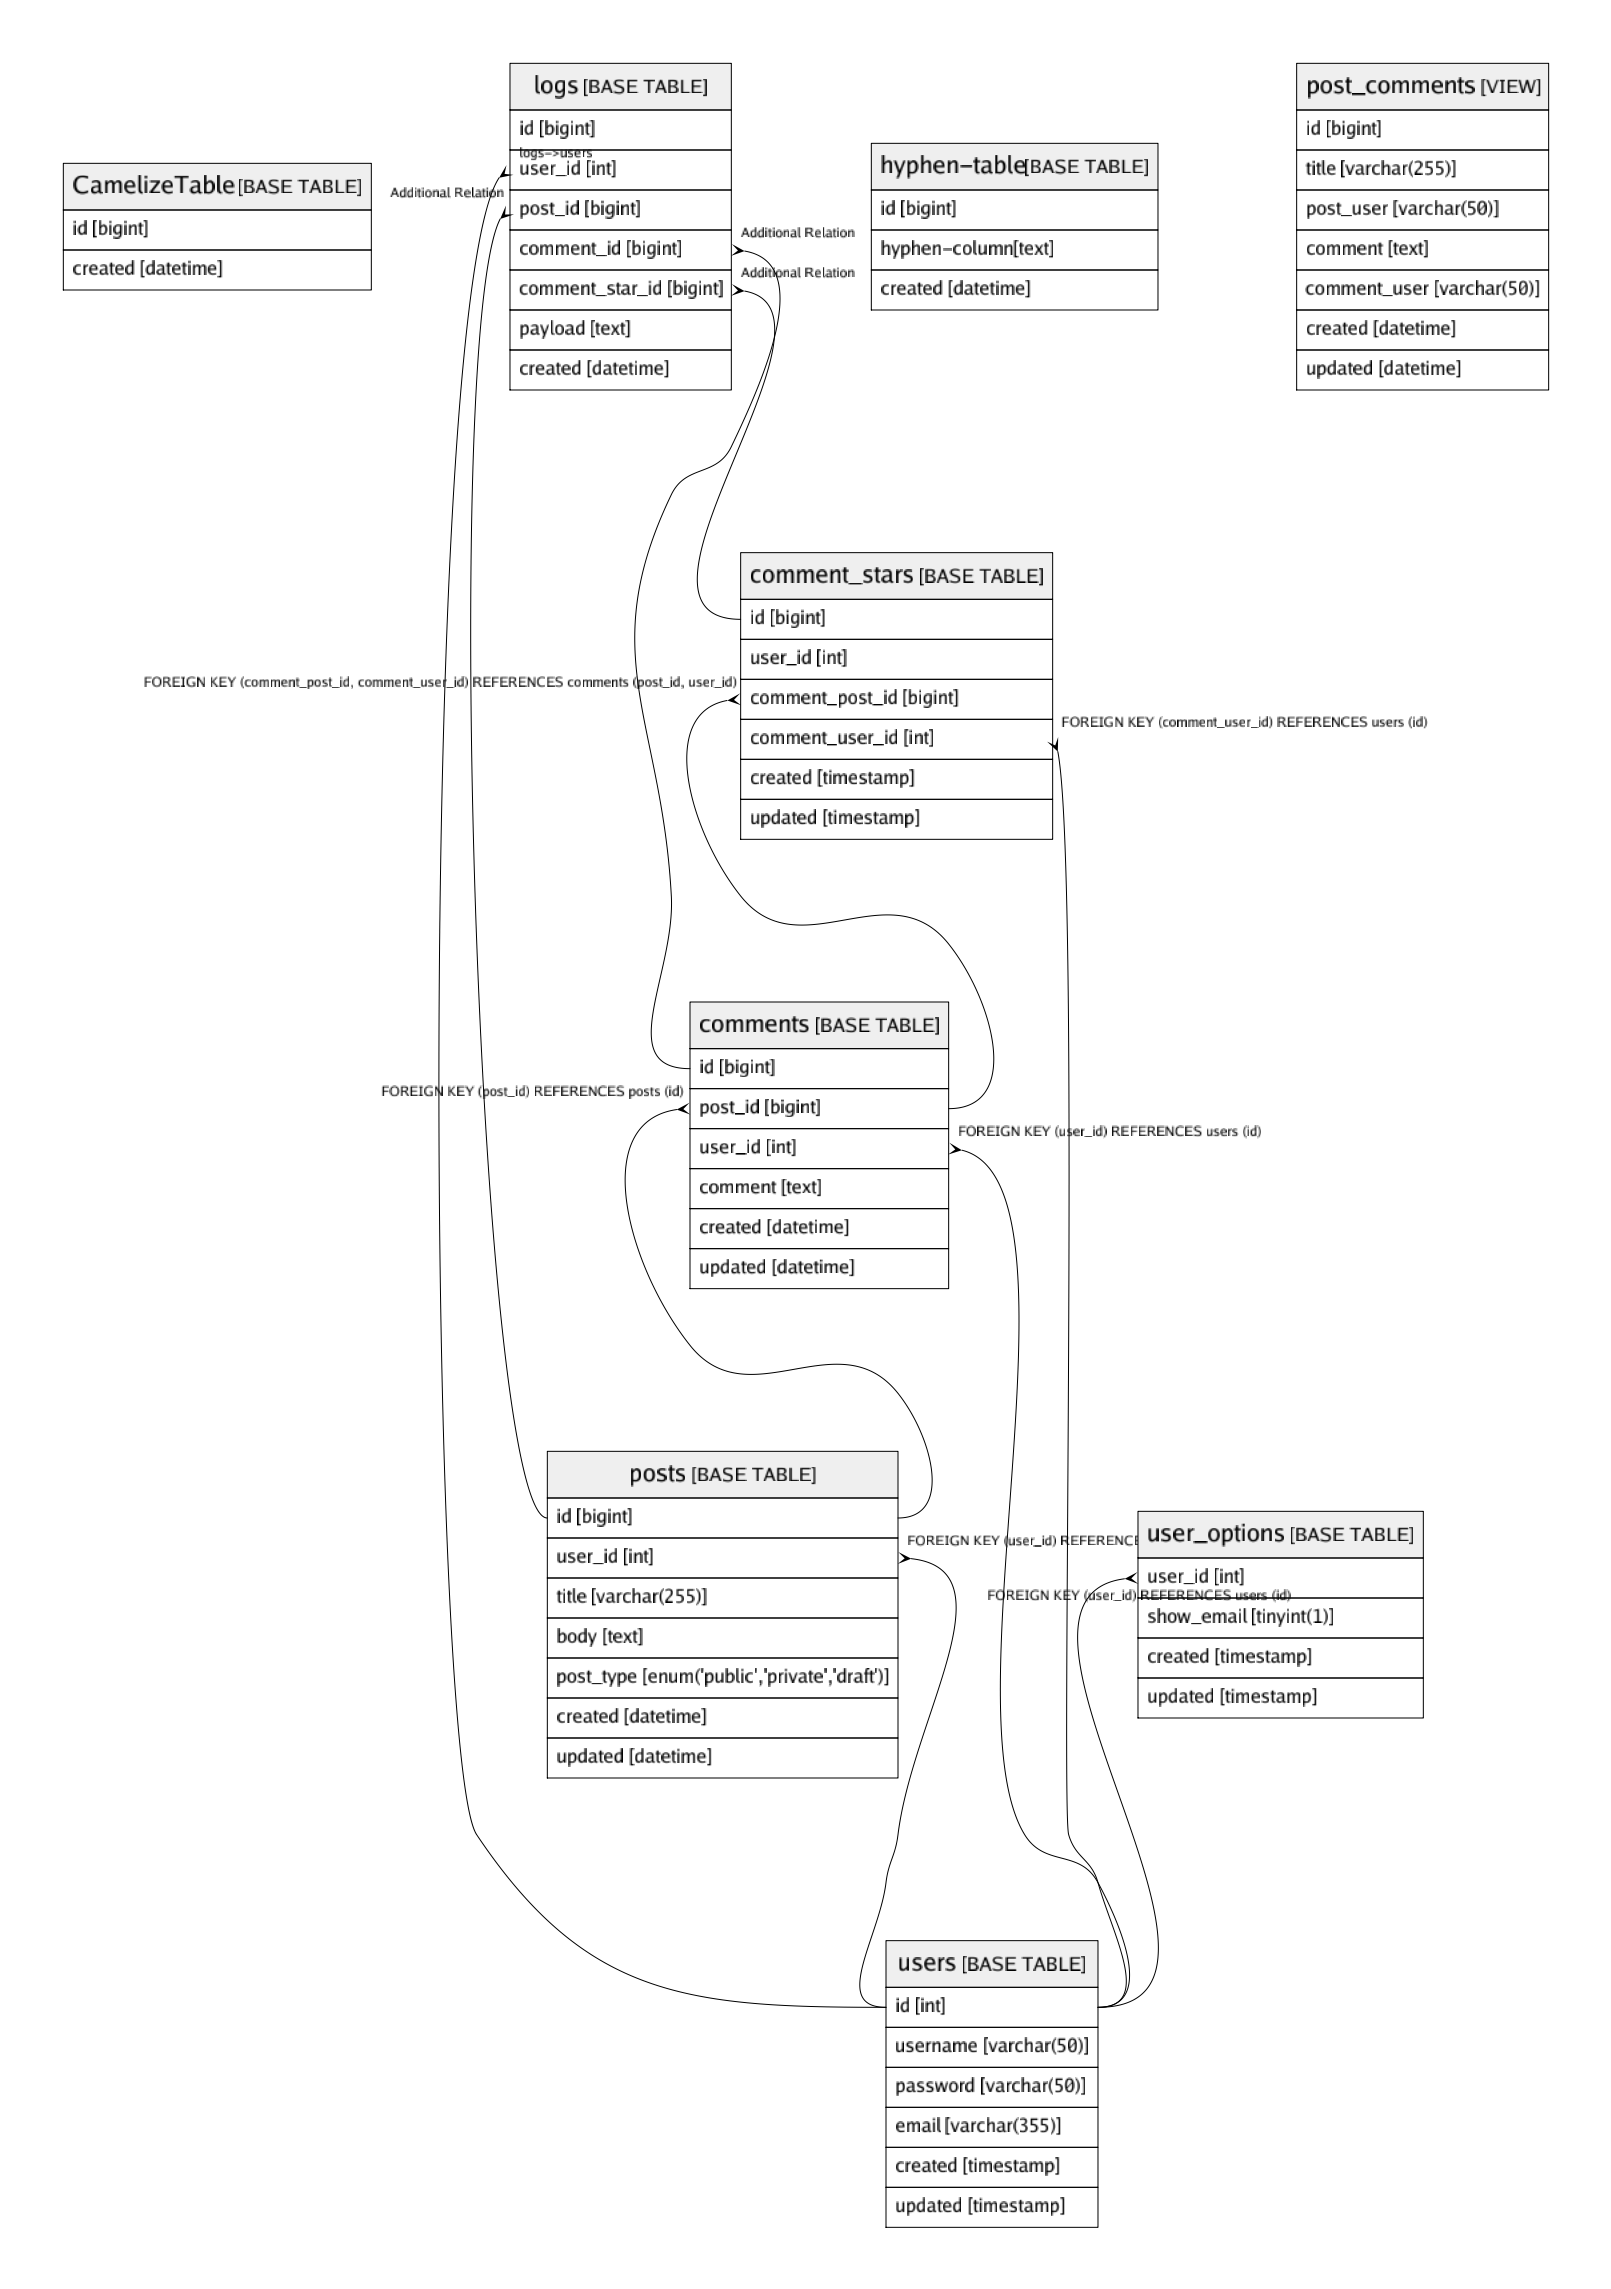 logs [BASE TABLE]
id [bigint]
log->users
user_id [int]
Additional Relation
post_id [bigint]
Additional Relation
comment_id [bigint]
Additional Relation
comment_star_id [bigint]
payload [text]
created [datetime]
post_comments [VIEW]
id [bigint]
title [varchar(255)]
post_user [varchar(50)]
comment [text]
comment_user [varchar(50)]
created [datetime]
updated [datetime]
CamelizeTable [BASE TABLE]
id [bigint]
created [datetime]
hyphen-table [BASE TABLE]
id [bigint]
hyphen-column [text]
created [datetime]
comment_stars [BASE TABLE]
id [bigint]
user_id [int]
FOREIGN KEY (comment_post_id, comment_user_id) REFERENCES comments (post_id, user_id)
comment_post_id [bigint]
FOREIGN KEY (comment_user_id) REFERENCES users (id)
comment_user_id [int]
created [timestamp]
updated [timestamp]
comments [BASE TABLE]
id [bigint]
FOREIGN KEY (post_id) REFERENCES posts (id)
post_id [bigint]
FOREIGN KEY (user_id) REFERENCES users (id)
user_id [int]
comment [text]
created [datetime]
updated [datetime]
posts [BASE TABLE]
id [bigint]
FOREIGN KEY (user_id) REFERENCE
user_id [int]
title [varchar(255)]
body [text]
post_type [enum('public','private','draft')]
created [datetime]
updated [datetime]
user_options [BASE TABLE]
user_id [int]
FOREIGN KEY (user_id) REFERENCES users (id)
show_email [tinyint(1)]
created [timestamp]
updated [timestamp]
users [BASE TABLE]
id [int]
username [varchar(50)]
password [varchar(50)]
email [varchar(355)]
created [timestamp]
updated [timestamp]